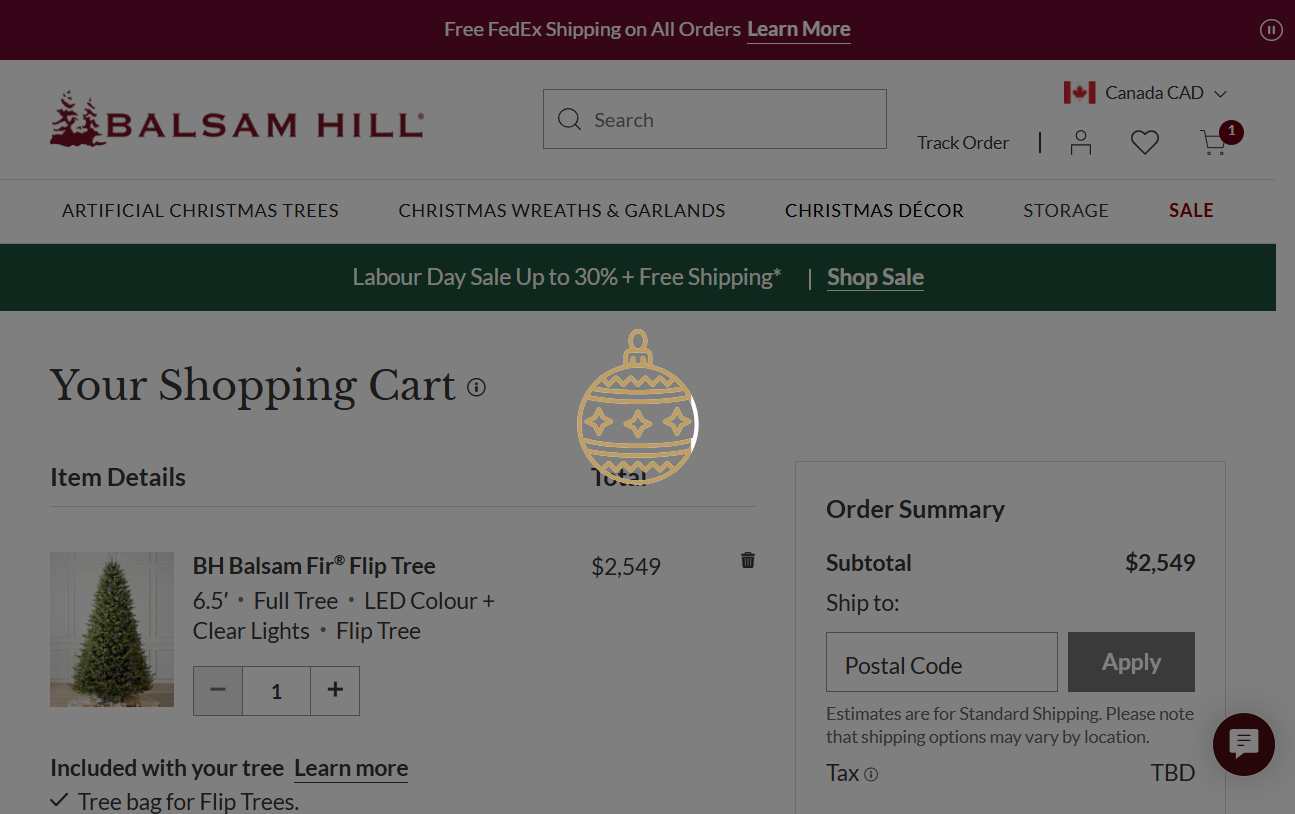 Free FedEx Shipping on All Orders Learn More
BALSAM HILL®
Search
Canada CAD
Track Order
1
ARTIFICIAL CHRISTMAS TREES
CHRISTMAS WREATHS & GARLANDS
CHRISTMAS DÉCOR
STORAGE
SALE
Labour Day Sale Up to 30% + Free Shipping* | Shop Sale
Your Shopping Cart
Item Details
Total
BH Balsam Fir® Flip Tree
6.5′ • Full Tree • LED Colour +
Clear Lights • Flip Tree
$2,549
− 1 +
Included with your tree Learn more
Tree bag for Flip Trees.
Order Summary
Subtotal $2,549
Ship to:
Postal Code
Apply
Estimates are for Standard Shipping. Please note
that shipping options may vary by location.
Tax TBD